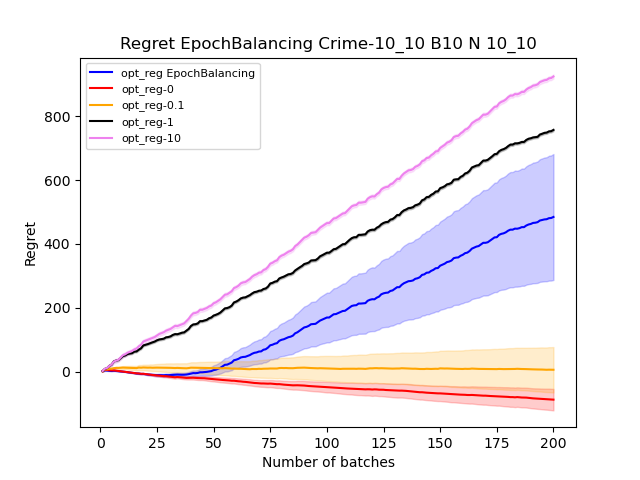 Regret EpochBalancing Crime-10_10 B10 N 10_10
opt_reg EpochBalancing
opt_reg-0
opt_reg-0.1
opt_reg-1
opt_reg-10
800
600
400
200
0
Regret
0 25 50 75 100 125 150 175 200
Number of batches